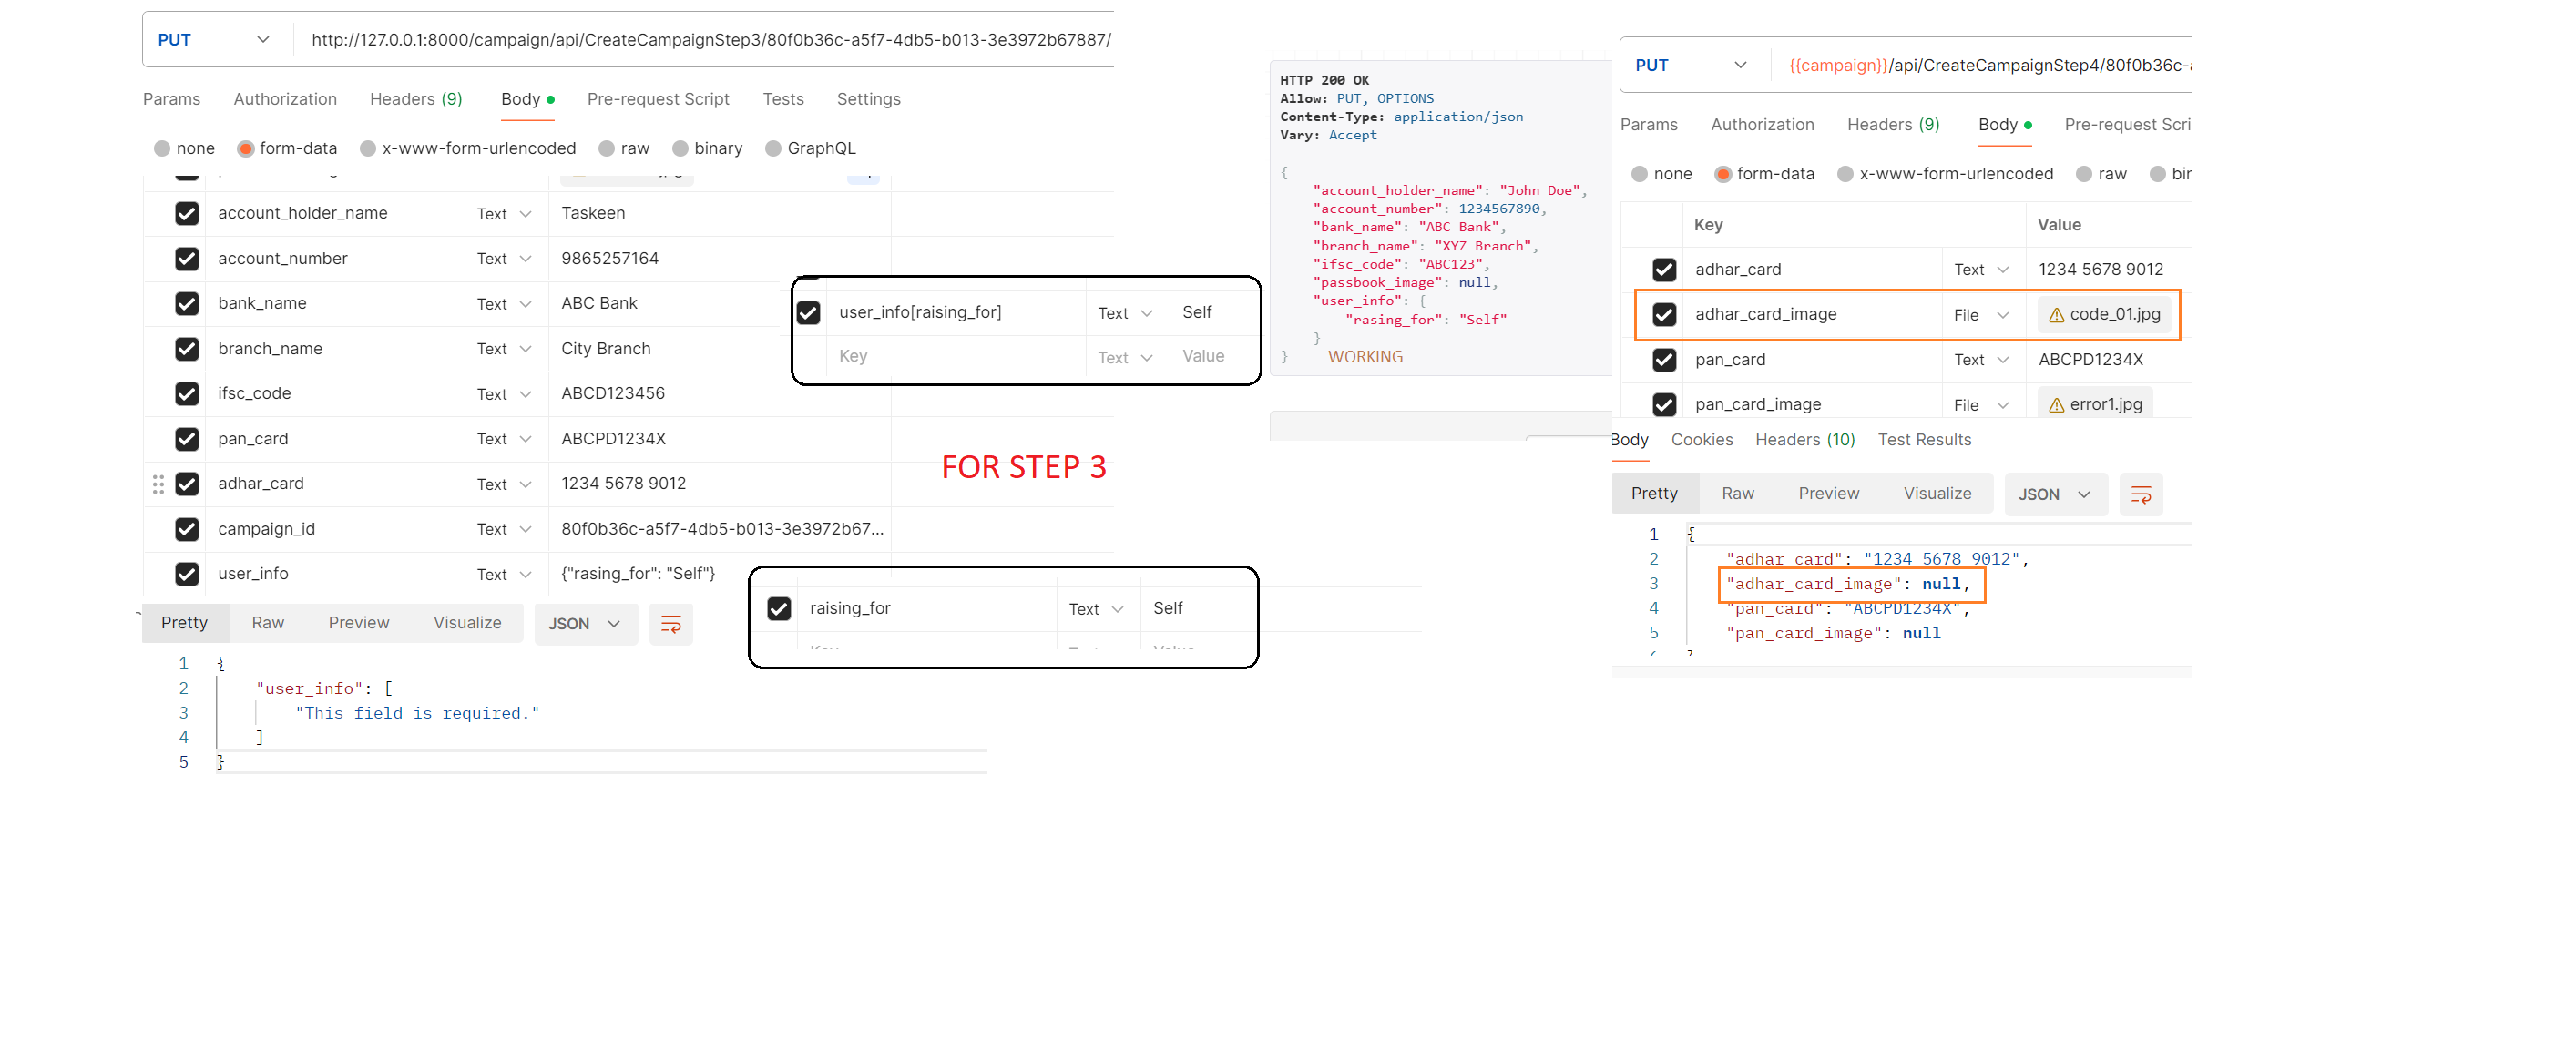 PUT http://127.0.0.1:8000/campaign/api/CreateCampaignStep3/80f0b36c-a5f7-4db5-b013-3e3972b67887/
Params Authorization Headers (9) Body Pre-request Script Tests Settings
none form-data x-www-form-urlencoded raw binary GraphQL
account_holder_name Text Taskeen
account_number Text 9865257164
bank_name Text ABC Bank
branch_name Text City Branch
ifsc_code Text ABCD123456
pan_card Text ABCPD1234X
adhar_card Text 1234 5678 9012
campaign_id Text 80f0b36c-a5f7-4db5-b013-3e3972b67...
user_info Text {"rasing_for": "Self"}
Pretty Raw Preview Visualize JSON
1 {
2 "user_info": [
3 "This field is required."
4 ]
5 }
user_info[raising_for] Text Self
Key Text Value
FOR STEP 3
raising_for Text Self
HTTP 200 OK
Allow: PUT, OPTIONS
Content-Type: application/json
Vary: Accept
{
"account_holder_name": "John Doe",
"account_number": 1234567890,
"bank_name": "ABC Bank",
"branch_name": "XYZ Branch",
"ifsc_code": "ABC123",
"passbook_image": null,
"user_info": {
"rasing_for": "Self"
}
} WORKING
PUT {{campaign}}/api/CreateCampaignStep4/80f0b36c-
Params Authorization Headers (9) Body Pre-request Scri
none form-data x-www-form-urlencoded raw bir
Key Value
adhar_card Text 1234 5678 9012
adhar_card_image File code_01.jpg
pan_card Text ABCPD1234X
pan_card_image File error1.jpg
Body Cookies Headers (10) Test Results
Pretty Raw Preview Visualize JSON
1 {
2 "adhar_card": "1234 5678 9012",
3 "adhar_card_image": null,
4 "pan_card": "ABCPD1234X",
5 "pan_card_image": null